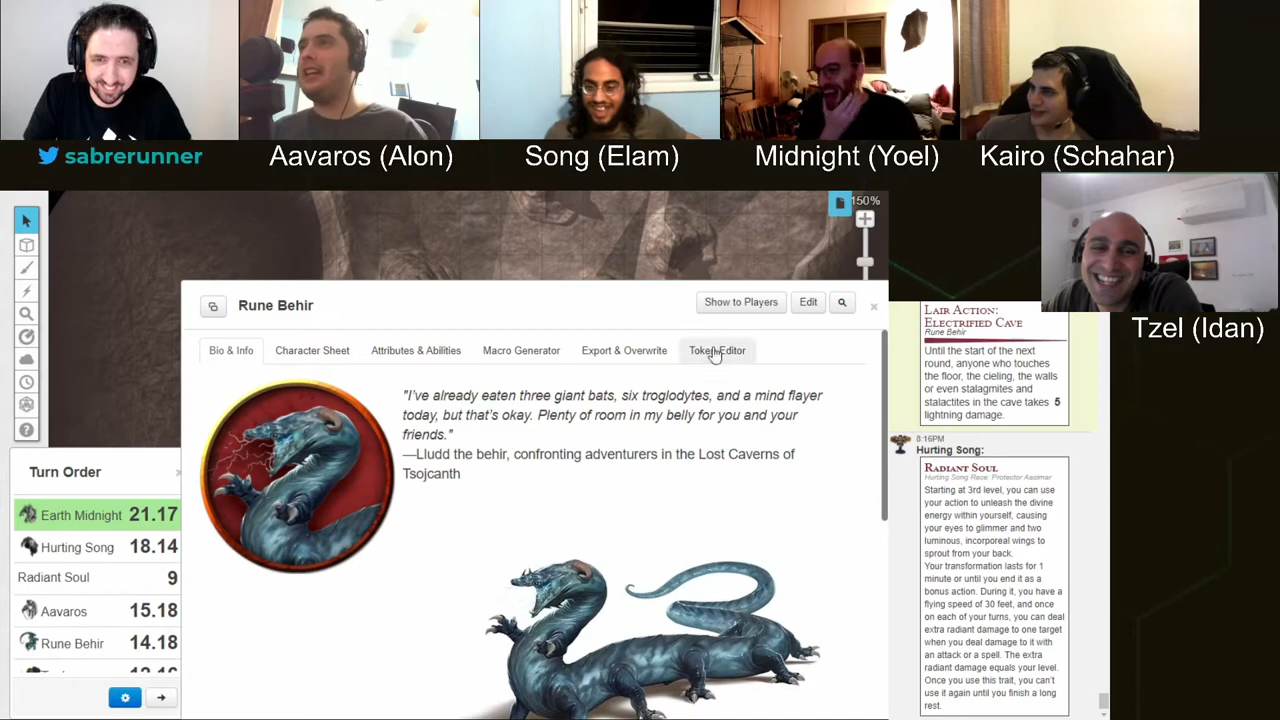 sabrerunner
Aavaros (Alon)
Song (Elam)
Midnight (Yoel)
Kairo (Schahar)
Tzel (Idan)
150%
Rune Behir
Show to Players
Edit
Bio & Info
Character Sheet
Attributes & Abilities
Macro Generator
Export & Overwrite
Token Editor
"I've already eaten three giant bats, six troglodytes, and a mind flayer
today, but that's okay. Plenty of room in my belly for you and your
friends."
—Lludd the behir, confronting adventurers in the Lost Caverns of
Tsojcanth
Turn Order
Earth Midnight 21.17
Hurting Song 18.14
Radiant Soul 9
Aavaros 15.18
Rune Behir 14.18
Lair Action:
Electrified Cave
Rune Behir
Until the start of the next
round, anyone who touches
the floor, the cieling, the walls
or even stalagmites and
stalactites in the cave takes 5
lightning damage.
8:16PM
Hurting Song:
Radiant Soul
Hurting Song Race: Protector Aasimar
Starting at 3rd level, you can use
your action to unleash the divine
energy within yourself, causing
your eyes to glimmer and two
luminous, incorporeal wings to
sprout from your back.
Your transformation lasts for 1
minute or until you end it as a
bonus action. During it, you have a
flying speed of 30 feet, and once
on each of your turns, you can deal
extra radiant damage to one target
when you deal damage to it with
an attack or a spell. The extra
radiant damage equals your level.
Once you use this trait, you can't
use it again until you finish a long
rest.